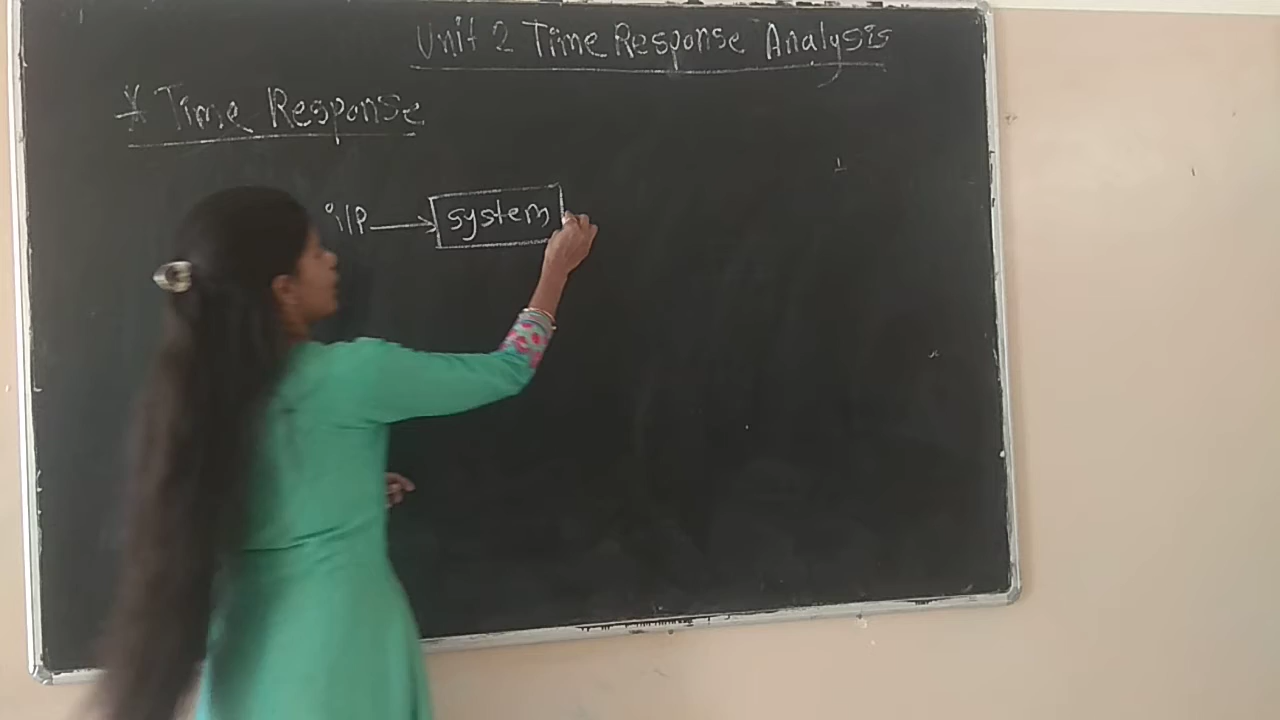 Unit 2 Time Response Analysis
* Time Response
i/P → system